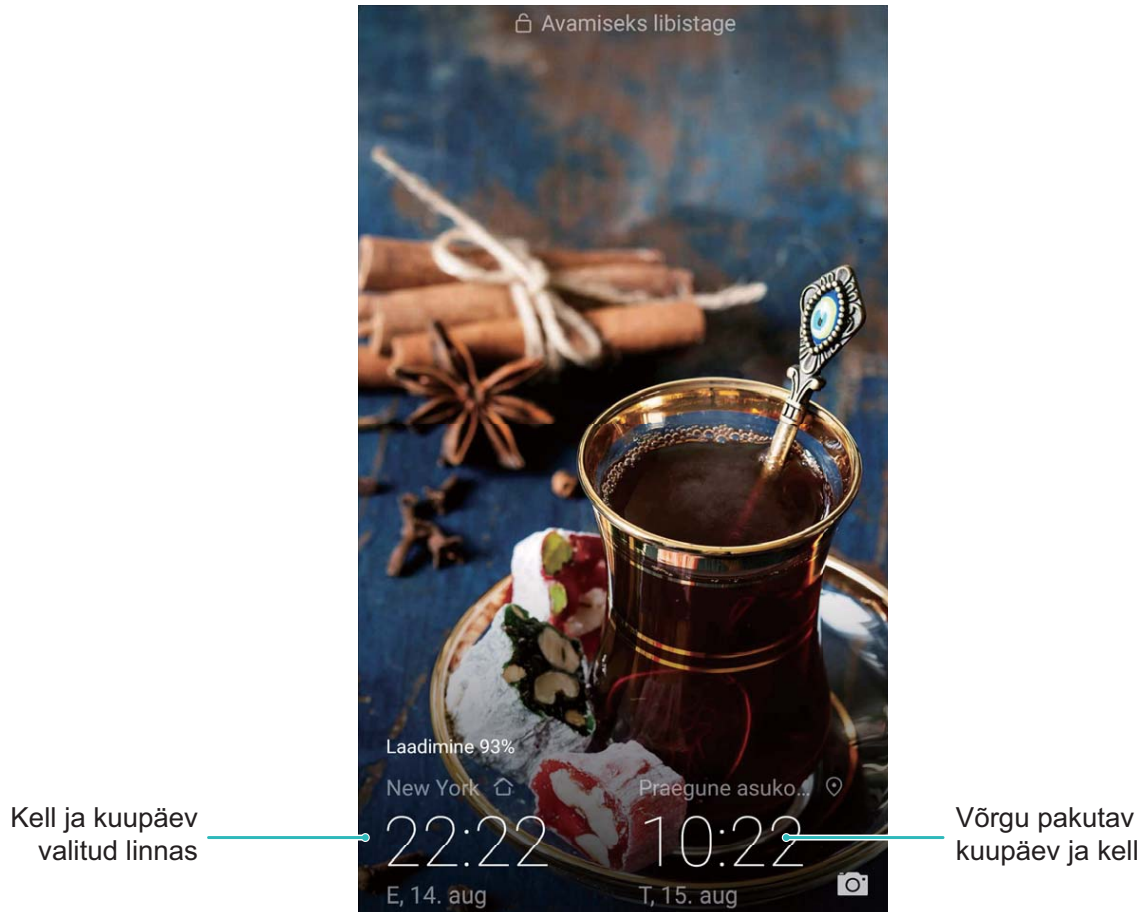 Avamiseks libistage
Laadimine 93%
New York
Praegune asuko...
Kell ja kuupäev
valitud linnas
22:22
10:22
Võrgu pakutav
kuupäev ja kell
E, 14. aug
T, 15. aug